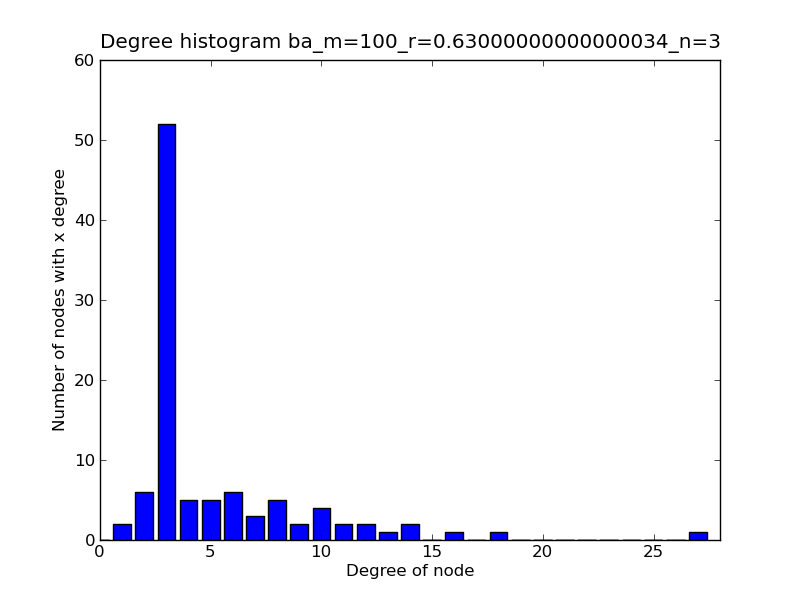 Degree histogram ba_m=100_r=0.63000000000000034_n=3
60
50
40
30
20
10
0
Number of nodes with x degree
0 5 10 15 20 25
Degree of node